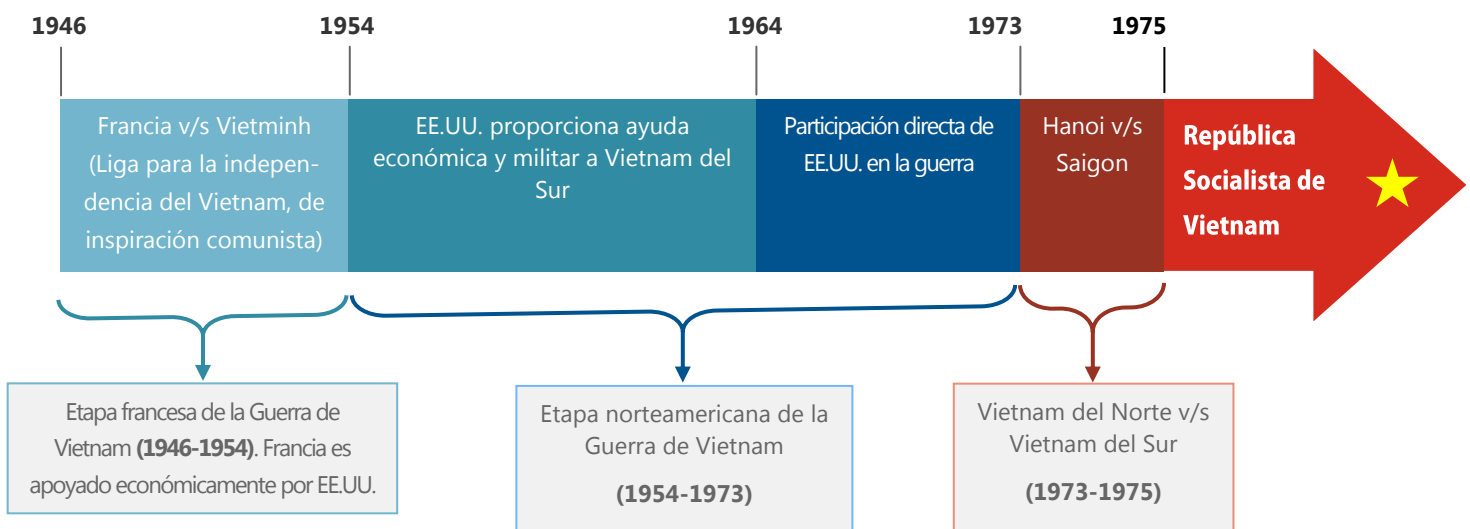 1946
1954
1964
1973
1975
Francia v/s Vietminh
(Liga para la indepen-
dencia del Vietnam, de
inspiración comunista)
EE.UU. proporciona ayuda
económica y militar a Vietnam del
Sur
Participación directa de
EE.UU. en la guerra
Hanoi v/s
Saigon
República
Socialista de
Vietnam
Etapa francesa de la Guerra de
Vietnam (1946-1954). Francia es
apoyado económicamente por EE.UU.
Etapa norteamericana de la
Guerra de Vietnam
(1954-1973)
Vietnam del Norte v/s
Vietnam del Sur
(1973-1975)